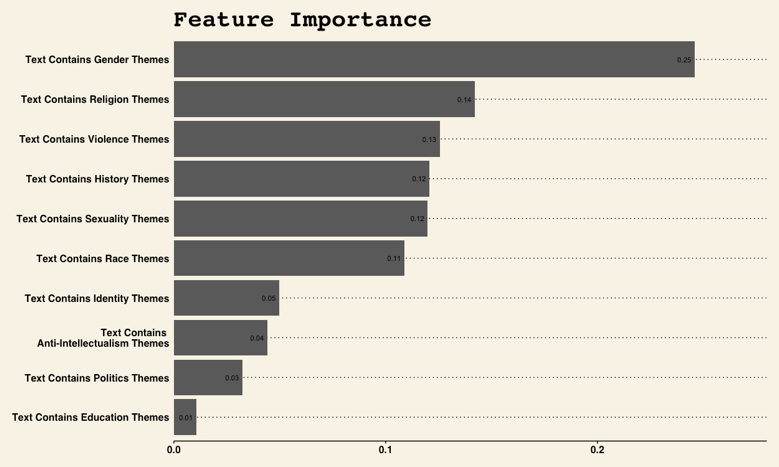 Feature Importance
Text Contains Gender Themes 0.25
Text Contains Religion Themes 0.14
Text Contains Violence Themes 0.13
Text Contains History Themes 0.12
Text Contains Sexuality Themes 0.12
Text Contains Race Themes 0.11
Text Contains Identity Themes 0.05
Text Contains
Anti-Intellectualism Themes 0.04
Text Contains Politics Themes 0.03
Text Contains Education Themes 0.01
0.0 0.1 0.2